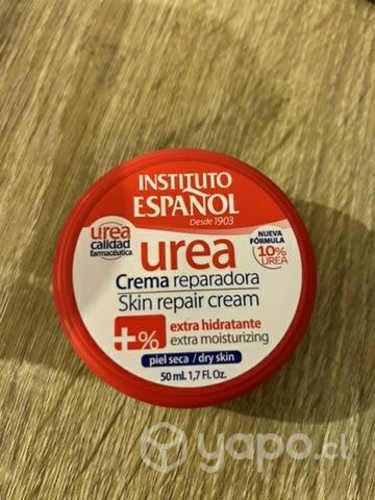 INSTITUTO
ESPAÑOL
Desde 1903
urea
calidad
farmacéutica
urea
NUEVA
FÓRMULA
10%
UREA
Crema reparadora
Skin repair cream
+% extra hidratante
extra moisturizing
piel seca / dry skin
50 ml. 1,7 Fl. Oz.
yapo.cl